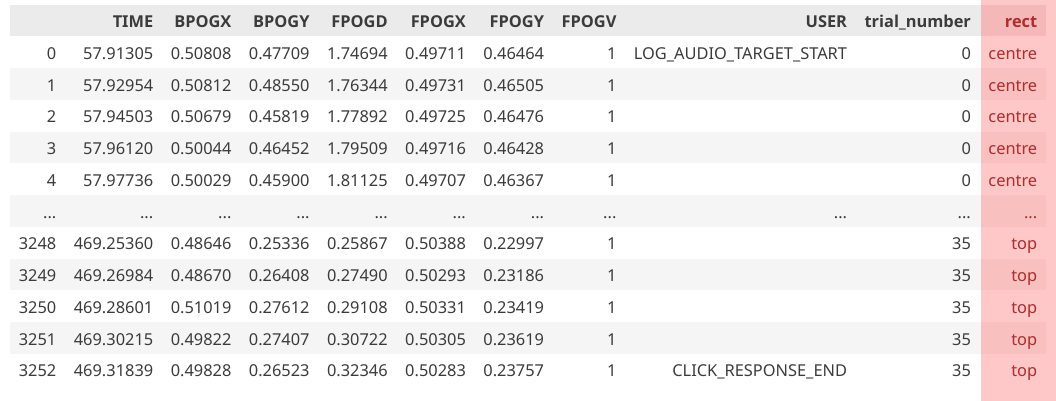 TIME BPOGX BPOGY FPOGD FPOGX FPOGY FPOGV USER trial_number rect
0 57.91305 0.50808 0.47709 1.74694 0.49711 0.46464 1 LOG_AUDIO_TARGET_START 0 centre
1 57.92954 0.50812 0.48550 1.76344 0.49731 0.46505 1 0 centre
2 57.94503 0.50679 0.45819 1.77892 0.49725 0.46476 1 0 centre
3 57.96120 0.50044 0.46452 1.79509 0.49716 0.46428 1 0 centre
4 57.97736 0.50029 0.45900 1.81125 0.49707 0.46367 1 0 centre
... ... ... ... ... ... ... ... ... ... ...
3248 469.25360 0.48646 0.25336 0.25867 0.50388 0.22997 1 35 top
3249 469.26984 0.48670 0.26408 0.27490 0.50293 0.23186 1 35 top
3250 469.28601 0.51019 0.27612 0.29108 0.50331 0.23419 1 35 top
3251 469.30215 0.49822 0.27407 0.30722 0.50305 0.23619 1 35 top
3252 469.31839 0.49828 0.26523 0.32346 0.50283 0.23757 1 CLICK_RESPONSE_END 35 top